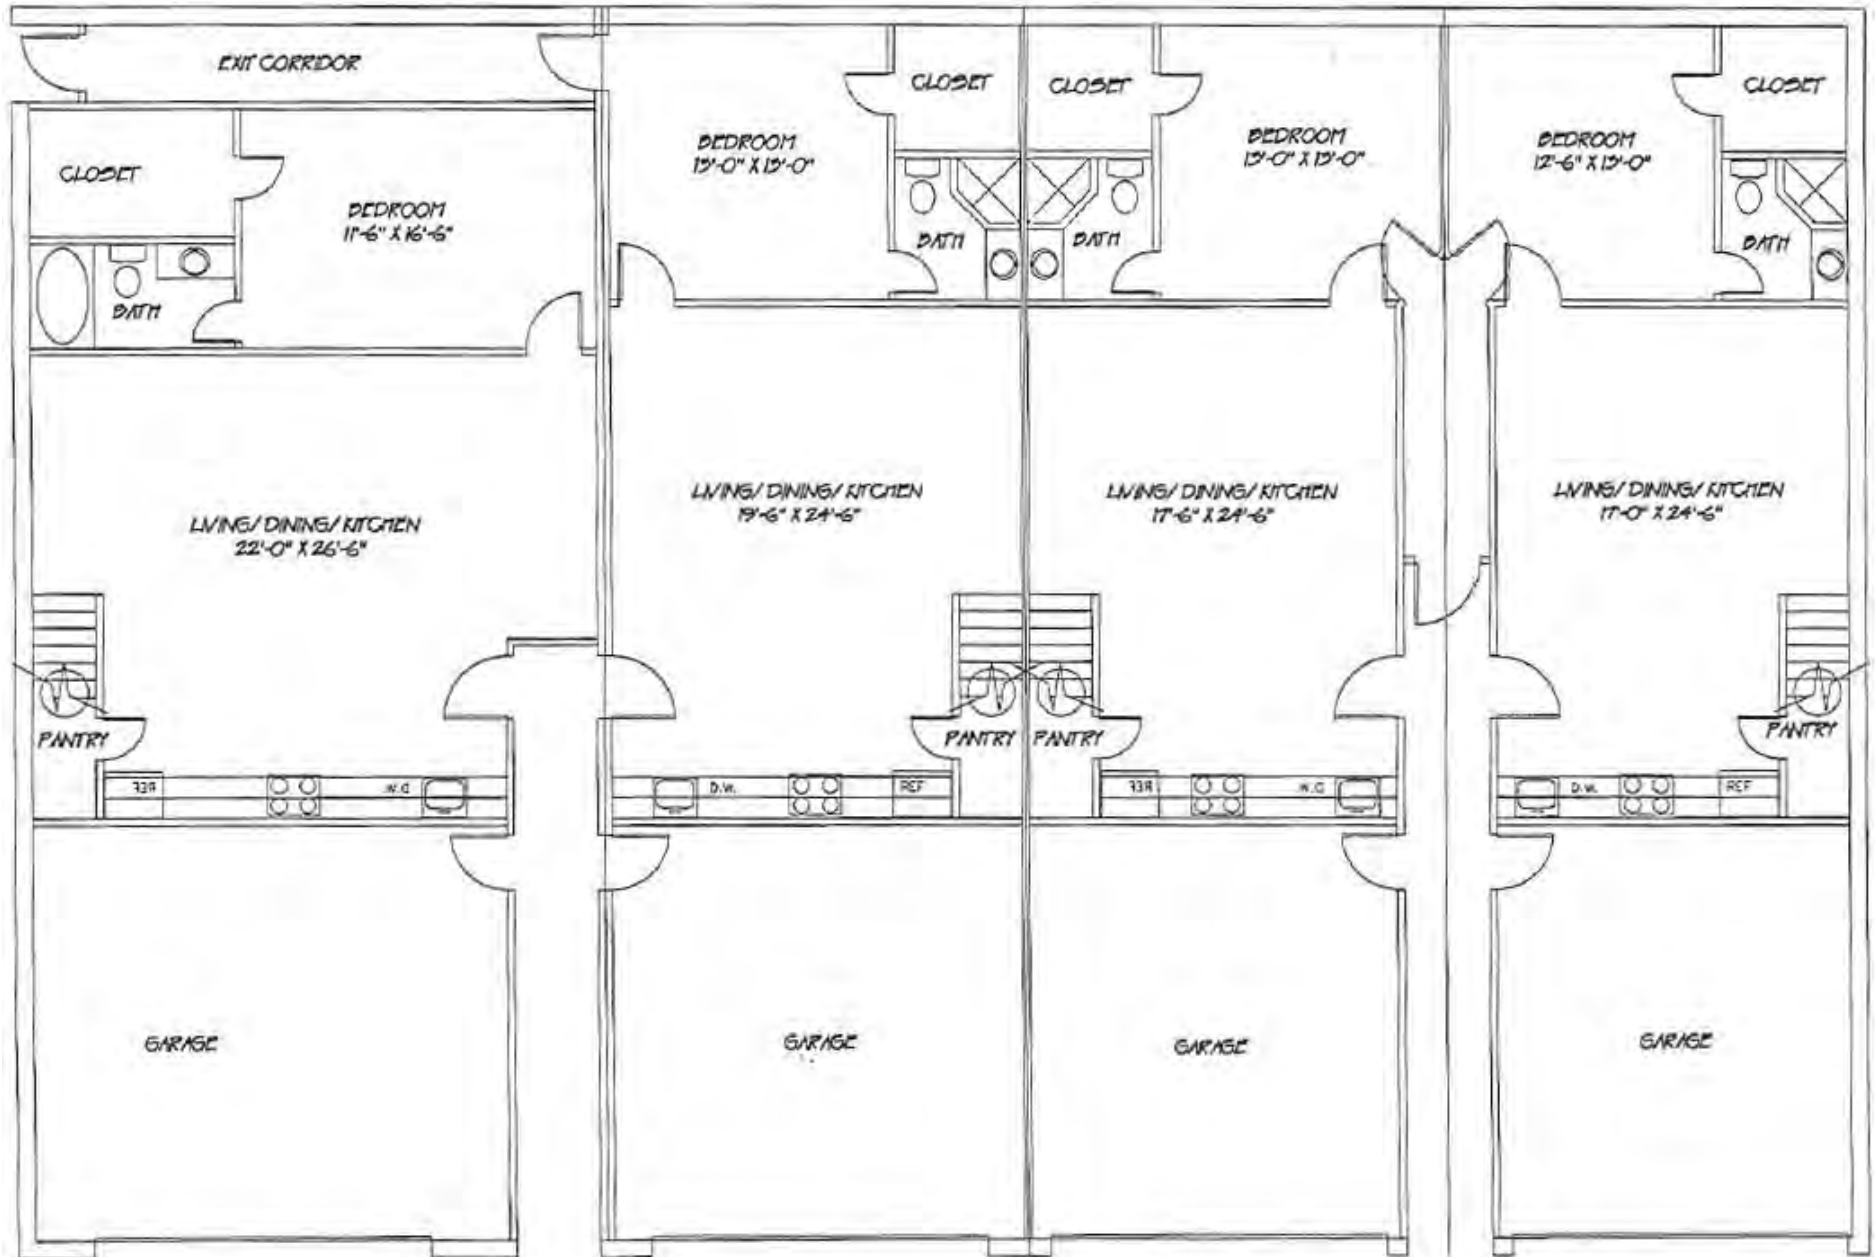 EXIT CORRIDOR
CLOSET
BEDROOM
11'-6" X 16'-6"
BATH
LIVING/ DINING/ KITCHEN
22'-0" X 26'-6"
PANTRY
REF
D.W.
GARAGE
CLOSET
BEDROOM
13'-0" X 13'-0"
BATH
LIVING/ DINING/ KITCHEN
19'-6" X 24'-6"
PANTRY
D.W.
REF
GARAGE
CLOSET
BEDROOM
13'-0" X 13'-0"
BATH
LIVING/ DINING/ KITCHEN
17'-6" X 24'-6"
PANTRY
REF
D.W.
GARAGE
CLOSET
BEDROOM
12'-6" X 13'-0"
BATH
LIVING/ DINING/ KITCHEN
17'-0" X 24'-6"
PANTRY
D.W.
REF
GARAGE